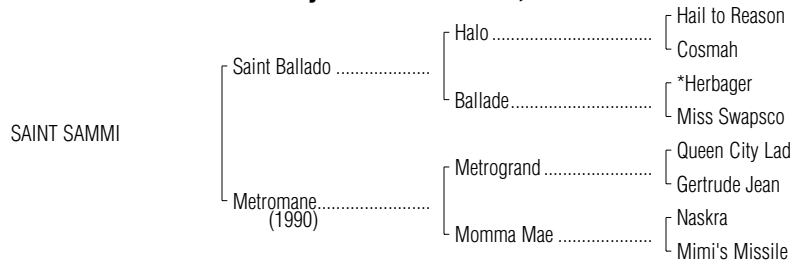 Hail to Reason
Halo ........................
Cosmah
Saint Ballado ....................
*Herbager
Ballade........................
Miss Swapsco
SAINT SAMMI
Queen City Lad
Metrogrand ................
Gertrude Jean
Metromane........................
(1990)
Naskra
Momma Mae ..............
Mimi's Missile